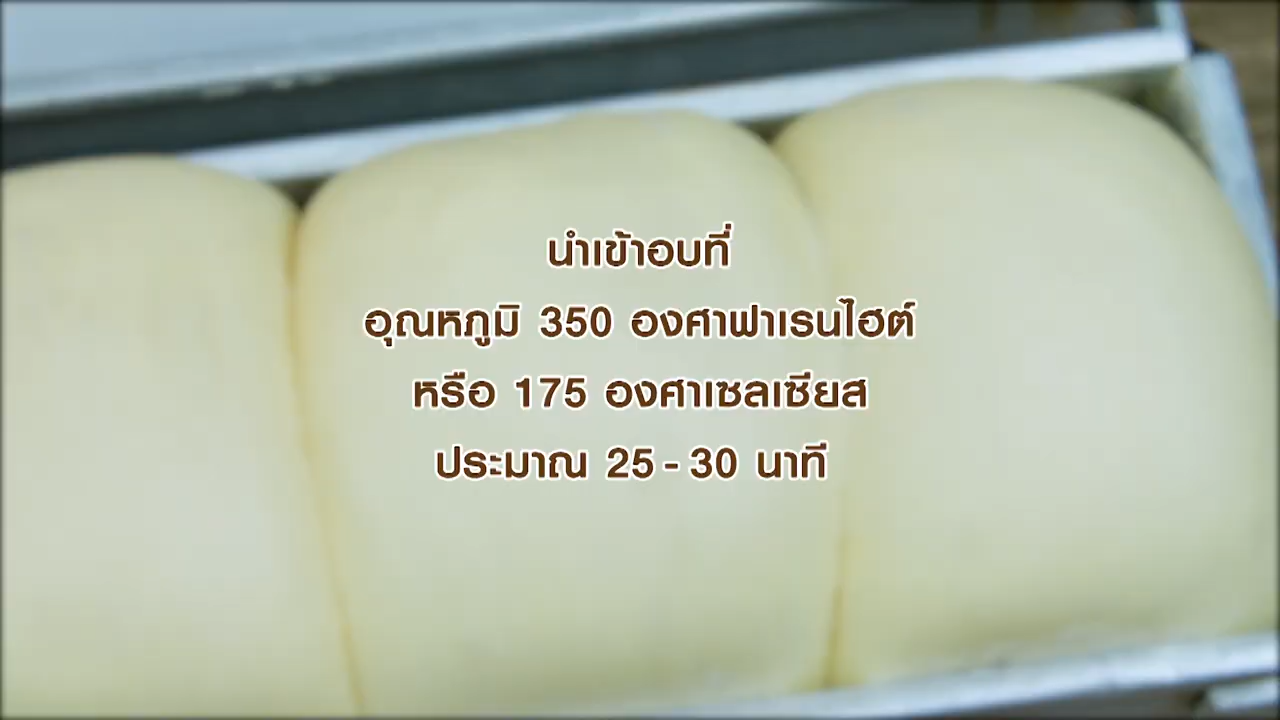 นำเข้าอบที่
อุณหภูมิ 350 องศาฟาเรนไฮต์
หรือ 175 องศาเซลเซียส
ประมาณ 25 - 30 นาที